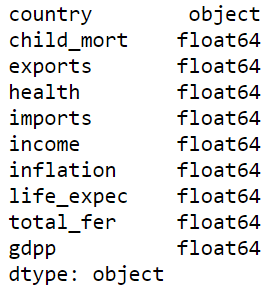 country object
child_mort float64
exports float64
health float64
imports float64
income float64
inflation float64
life_expec float64
total_fer float64
gdpp float64
dtype: object